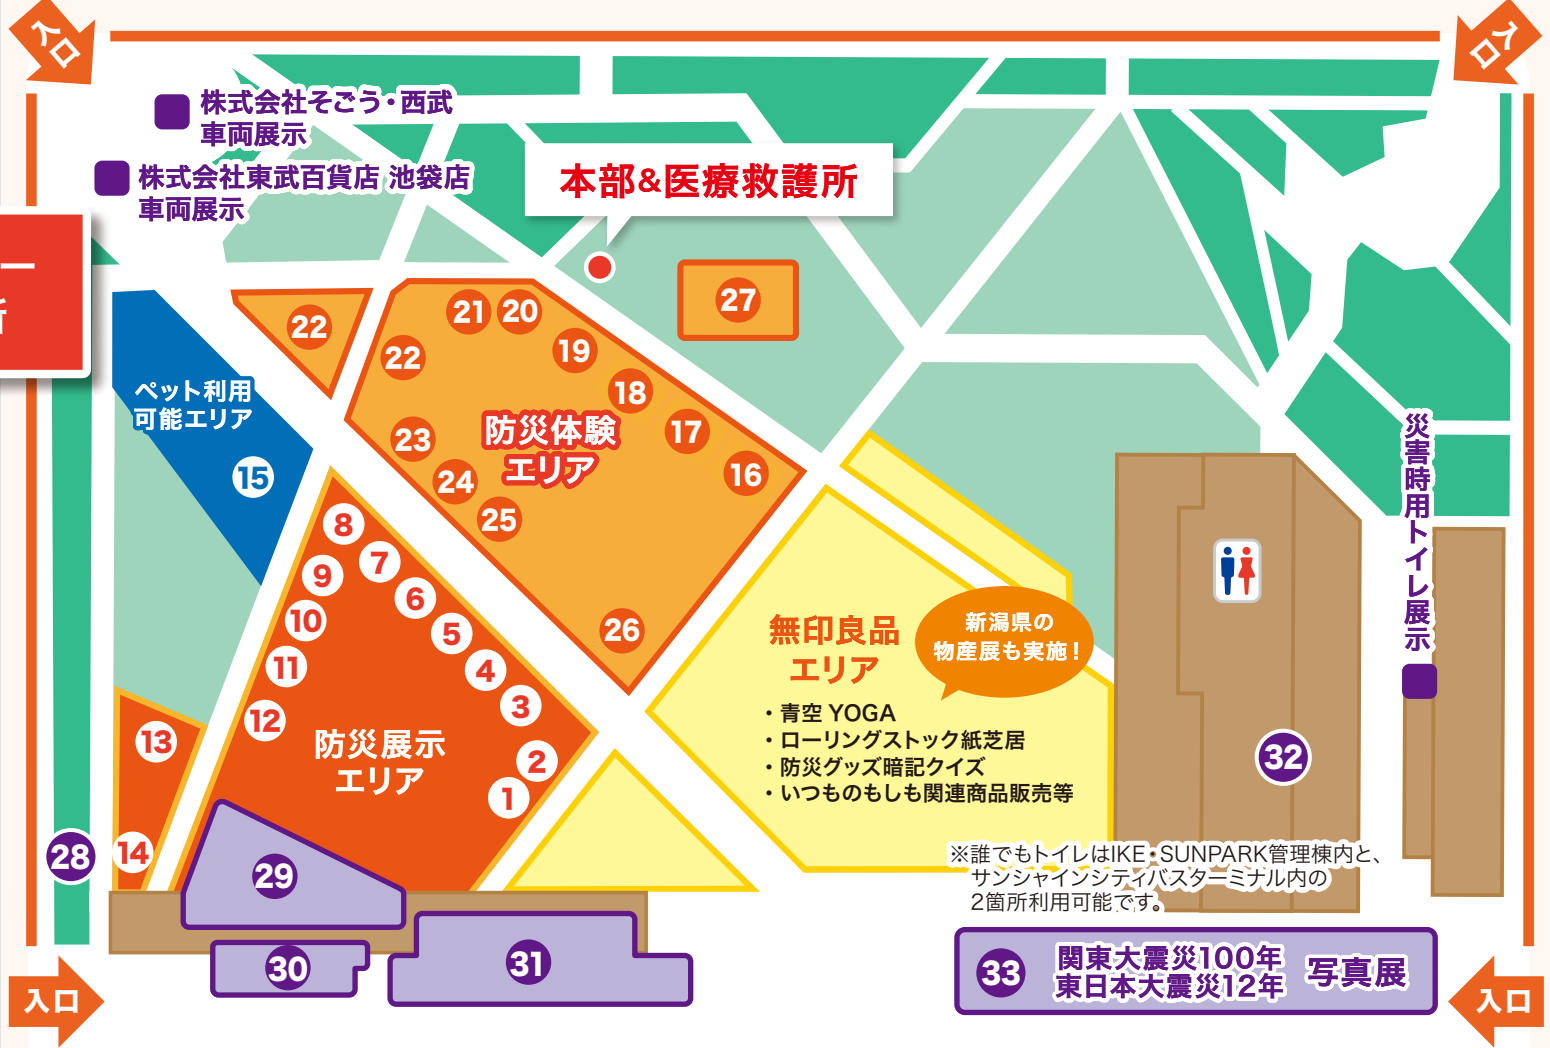 入口
入口
株式会社そごう・西武
車両展示
株式会社東武百貨店 池袋店
車両展示
本部&医療救護所
ー
所
27
22
21
20
19
22
18
17
16
23
24
25
26
防災体験
エリア
ペット利用
可能エリア
15
8
7
9
6
10
5
11
4
12
3
2
1
防災展示
エリア
13
14
28
29
30
31
無印良品
エリア
新潟県の
物産展も実施！
・青空 YOGA
・ローリングストック紙芝居
・防災グッズ暗記クイズ
・いつものもしも関連商品販売等
災害時用トイレ展示
32
※誰でもトイレはIKE・SUNPARK管理棟内と、
サンシャインシティバスターミナル内の
2箇所利用可能です。
33
関東大震災100年
東日本大震災12年
写真展
入口
入口